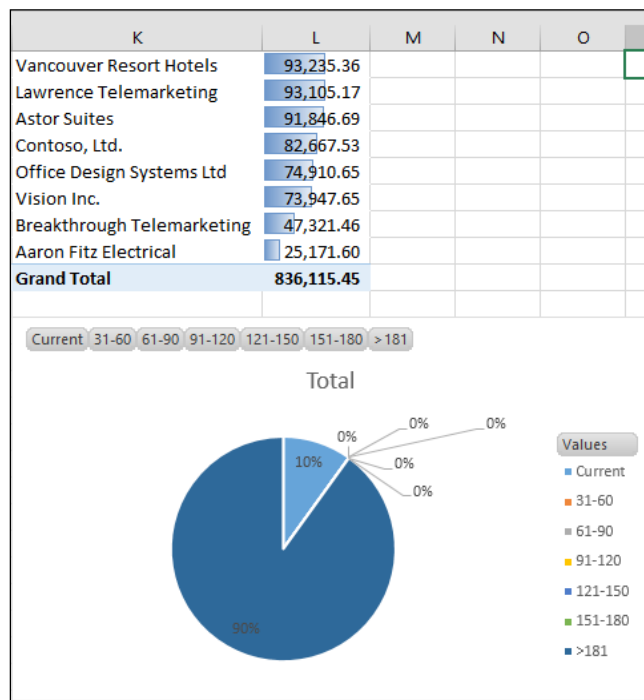 K L M N O
Vancouver Resort Hotels 93,235.36
Lawrence Telemarketing 93,105.17
Astor Suites 91,846.69
Contoso, Ltd. 82,667.53
Office Design Systems Ltd 74,910.65
Vision Inc. 73,947.65
Breakthrough Telemarketing 47,321.46
Aaron Fitz Electrical 25,171.60
Grand Total 836,115.45
Current 31-60 61-90 91-120 121-150 151-180 >181
Total
0% 0% 0%
10% 0%
0%
90%
Values
Current
31-60
61-90
91-120
121-150
151-180
>181